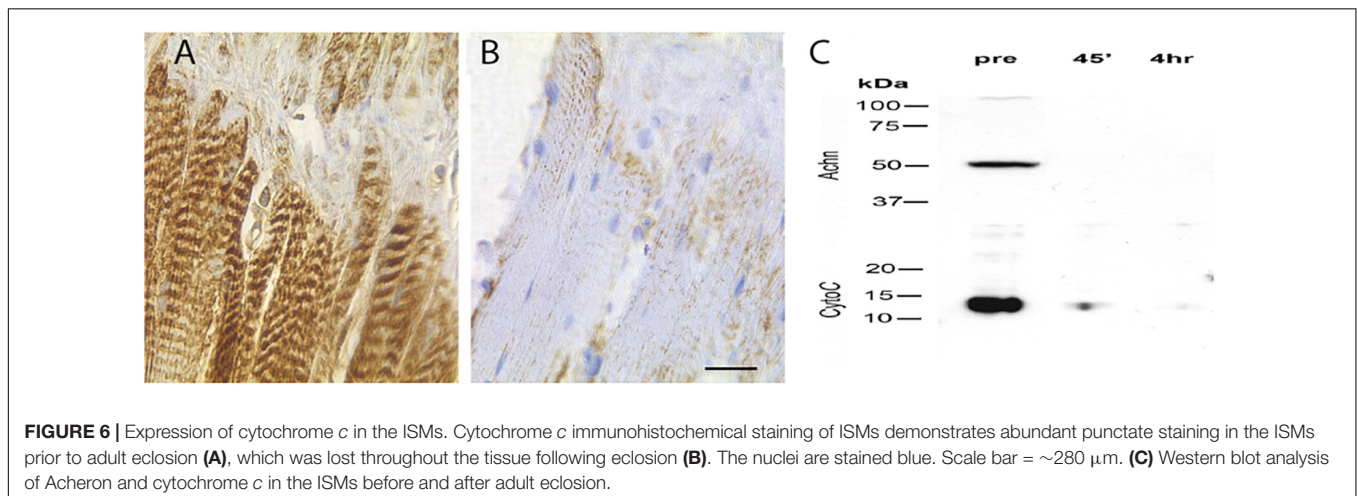 A
B
C
pre 45' 4hr
kDa
100
75
Achn
50
37
20
CytoC
15
10
FIGURE 6 | Expression of cytochrome c in the ISMs. Cytochrome c immunohistochemical staining of ISMs demonstrates abundant punctate staining in the ISMs
prior to adult eclosion (A), which was lost throughout the tissue following eclosion (B). The nuclei are stained blue. Scale bar = ~280 μm. (C) Western blot analysis
of Acheron and cytochrome c in the ISMs before and after adult eclosion.